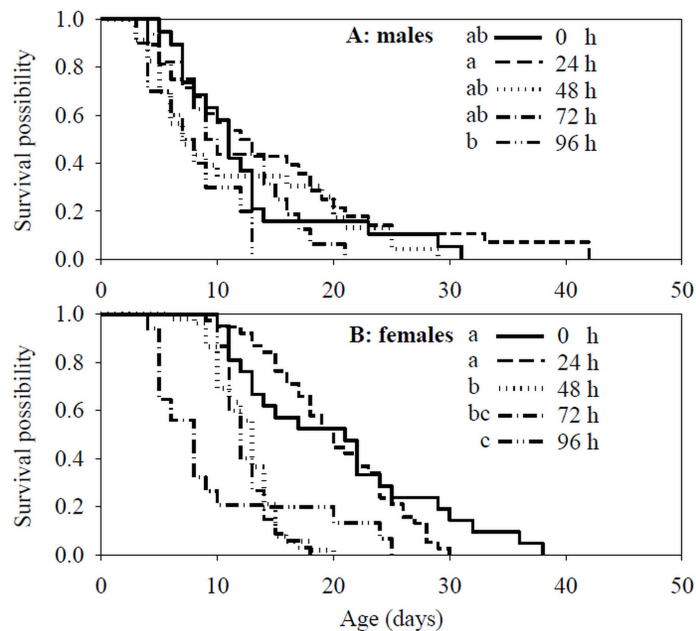 A: males
ab 0 h
a 24 h
ab 48 h
ab 72 h
b 96 h
Survival possibility
1.0
0.8
0.6
0.4
0.2
0.0
0 10 20 30 40 50
B: females
a 0 h
a 24 h
b 48 h
bc 72 h
c 96 h
Survival possibility
1.0
0.8
0.6
0.4
0.2
0.0
0 10 20 30 40 50
Age (days)